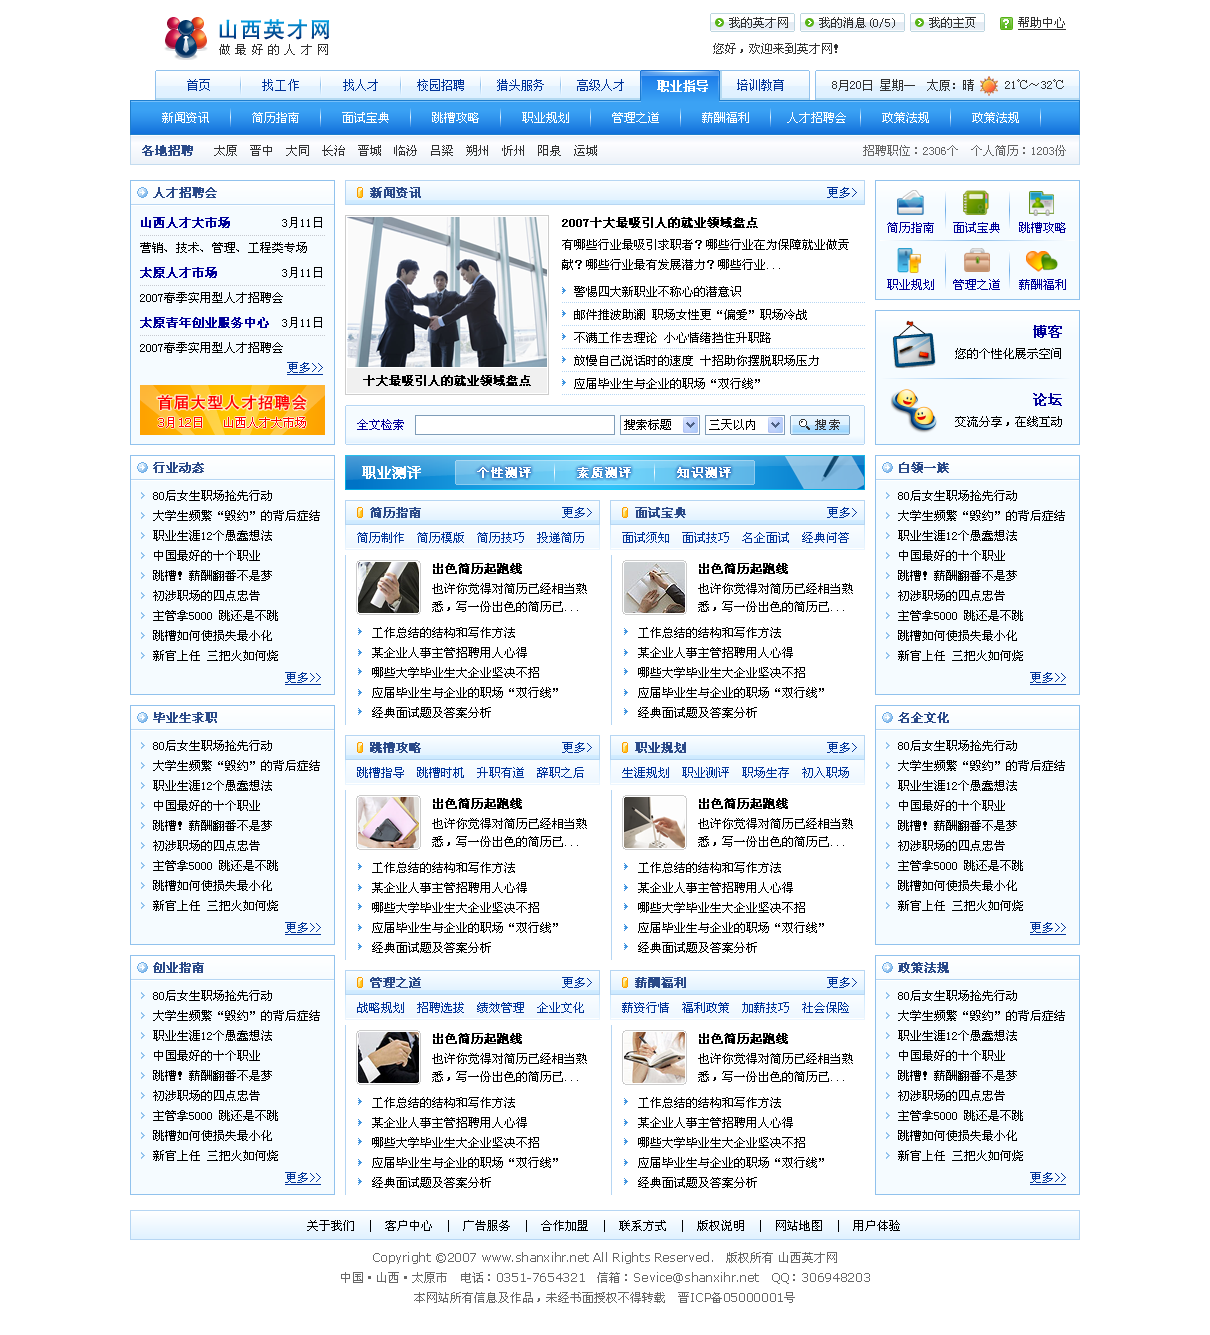 山西英才网
做最好的人才网
我的英才网 我的消息(0/5) 我的主页 帮助中心
您好，欢迎来到英才网!
首页 找工作 找人才 校园招聘 猎头服务 高级人才 职业指导 培训教育
8月20日 星期一 太原：晴 21℃～32℃
新闻资讯 简历指南 面试宝典 跳槽攻略 职业规划 管理之道 薪酬福利 人才招聘会 政策法规 政策法规
各地招聘 太原 晋中 大同 长治 晋城 临汾 吕梁 朔州 忻州 阳泉 运城
招聘职位：2306个 个人简历：1203份
人才招聘会
山西人才大市场 3月11日
营销、技术、管理、工程类专场
太原人才市场 3月11日
2007春季实用型人才招聘会
太原青年创业服务中心 3月11日
2007春季实用型人才招聘会
更多>>
首届大型人才招聘会
3月12日 山西人才大市场
新闻资讯 更多>
十大最吸引人的就业领域盘点
2007十大最吸引人的就业领域盘点
有哪些行业最吸引求职者？哪些行业在为保障就业做贡
献？哪些行业最有发展潜力？哪些行业...
警惕四大新职业不称心的潜意识
邮件推波助澜 职场女性更“偏爱”职场冷战
不满工作去理论 小心情绪挡住升职路
放慢自己说话时的速度 十招助你摆脱职场压力
应届毕业生与企业的职场“双行线”
全文检索 搜索标题 三天以内 搜索
简历指南 面试宝典 跳槽攻略
职业规划 管理之道 薪酬福利
博客
您的个性化展示空间
论坛
交流分享，在线互动
行业动态
80后女生职场抢先行动
大学生频繁“毁约”的背后症结
职业生涯12个愚蠢想法
中国最好的十个职业
跳槽！薪酬翻番不是梦
初涉职场的四点忠告
主管拿5000 跳还是不跳
跳槽如何使损失最小化
新官上任 三把火如何烧
更多>>
职业测评 个性测评 素质测评 知识测评
白领一族
80后女生职场抢先行动
大学生频繁“毁约”的背后症结
职业生涯12个愚蠢想法
中国最好的十个职业
跳槽！薪酬翻番不是梦
初涉职场的四点忠告
主管拿5000 跳还是不跳
跳槽如何使损失最小化
新官上任 三把火如何烧
更多>>
简历指南 更多>
简历制作 简历模版 简历技巧 投递简历
出色简历起跑线
也许你觉得对简历已经相当熟
悉，写一份出色的简历已...
工作总结的结构和写作方法
某企业人事主管招聘用人心得
哪些大学毕业生大企业坚决不招
应届毕业生与企业的职场“双行线”
经典面试题及答案分析
面试宝典 更多>
面试须知 面试技巧 名企面试 经典问答
出色简历起跑线
也许你觉得对简历已经相当熟
悉，写一份出色的简历已...
工作总结的结构和写作方法
某企业人事主管招聘用人心得
哪些大学毕业生大企业坚决不招
应届毕业生与企业的职场“双行线”
经典面试题及答案分析
毕业生求职
80后女生职场抢先行动
大学生频繁“毁约”的背后症结
职业生涯12个愚蠢想法
中国最好的十个职业
跳槽！薪酬翻番不是梦
初涉职场的四点忠告
主管拿5000 跳还是不跳
跳槽如何使损失最小化
新官上任 三把火如何烧
更多>>
跳槽攻略 更多>
跳槽指导 跳槽时机 升职有道 辞职之后
出色简历起跑线
也许你觉得对简历已经相当熟
悉，写一份出色的简历已...
工作总结的结构和写作方法
某企业人事主管招聘用人心得
哪些大学毕业生大企业坚决不招
应届毕业生与企业的职场“双行线”
经典面试题及答案分析
职业规划 更多>
生涯规划 职业测评 职场生存 初入职场
出色简历起跑线
也许你觉得对简历已经相当熟
悉，写一份出色的简历已...
工作总结的结构和写作方法
某企业人事主管招聘用人心得
哪些大学毕业生大企业坚决不招
应届毕业生与企业的职场“双行线”
经典面试题及答案分析
名企文化
80后女生职场抢先行动
大学生频繁“毁约”的背后症结
职业生涯12个愚蠢想法
中国最好的十个职业
跳槽！薪酬翻番不是梦
初涉职场的四点忠告
主管拿5000 跳还是不跳
跳槽如何使损失最小化
新官上任 三把火如何烧
更多>>
创业指南
80后女生职场抢先行动
大学生频繁“毁约”的背后症结
职业生涯12个愚蠢想法
中国最好的十个职业
跳槽！薪酬翻番不是梦
初涉职场的四点忠告
主管拿5000 跳还是不跳
跳槽如何使损失最小化
新官上任 三把火如何烧
更多>>
管理之道 更多>
战略规划 招聘选拔 绩效管理 企业文化
出色简历起跑线
也许你觉得对简历已经相当熟
悉，写一份出色的简历已...
工作总结的结构和写作方法
某企业人事主管招聘用人心得
哪些大学毕业生大企业坚决不招
应届毕业生与企业的职场“双行线”
经典面试题及答案分析
薪酬福利 更多>
薪资行情 福利政策 加薪技巧 社会保险
出色简历起跑线
也许你觉得对简历已经相当熟
悉，写一份出色的简历已...
工作总结的结构和写作方法
某企业人事主管招聘用人心得
哪些大学毕业生大企业坚决不招
应届毕业生与企业的职场“双行线”
经典面试题及答案分析
政策法规
80后女生职场抢先行动
大学生频繁“毁约”的背后症结
职业生涯12个愚蠢想法
中国最好的十个职业
跳槽！薪酬翻番不是梦
初涉职场的四点忠告
主管拿5000 跳还是不跳
跳槽如何使损失最小化
新官上任 三把火如何烧
更多>>
关于我们 | 客户中心 | 广告服务 | 合作加盟 | 联系方式 | 版权说明 | 网站地图 | 用户体验
Copyright ©2007 www.shanxihr.net All Rights Reserved. 版权所有 山西英才网
中国·山西·太原市 电话：0351-7654321 信箱：Sevice@shanxihr.net QQ：306948203
本网站所有信息及作品，未经书面授权不得转载 晋ICP备05000001号